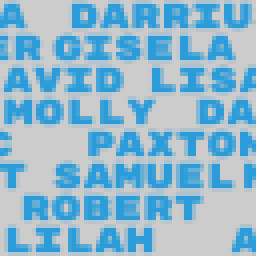 A DARRIU
ER GISELA
AVID LISA
MOLLY DA
C PAXTON
T SAMUEL
ROBERT
LILAH A